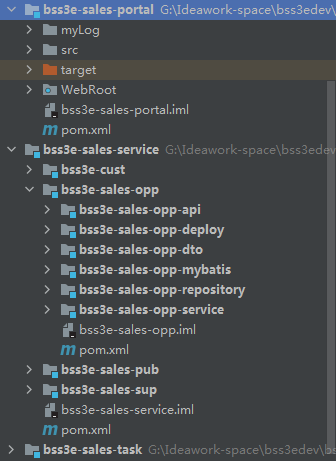 bss3e-sales-portal G:\Ideawork-space\bss3edev\
myLog
src
target
WebRoot
bss3e-sales-portal.iml
pom.xml
bss3e-sales-service G:\Ideawork-space\bss3edev
bss3e-cust
bss3e-sales-opp
bss3e-sales-opp-api
bss3e-sales-opp-deploy
bss3e-sales-opp-dto
bss3e-sales-opp-mybatis
bss3e-sales-opp-repository
bss3e-sales-opp-service
bss3e-sales-opp.iml
pom.xml
bss3e-sales-pub
bss3e-sales-sup
bss3e-sales-service.iml
pom.xml
bss3e-sales-task G:\Ideawork-space\bss3edev\b